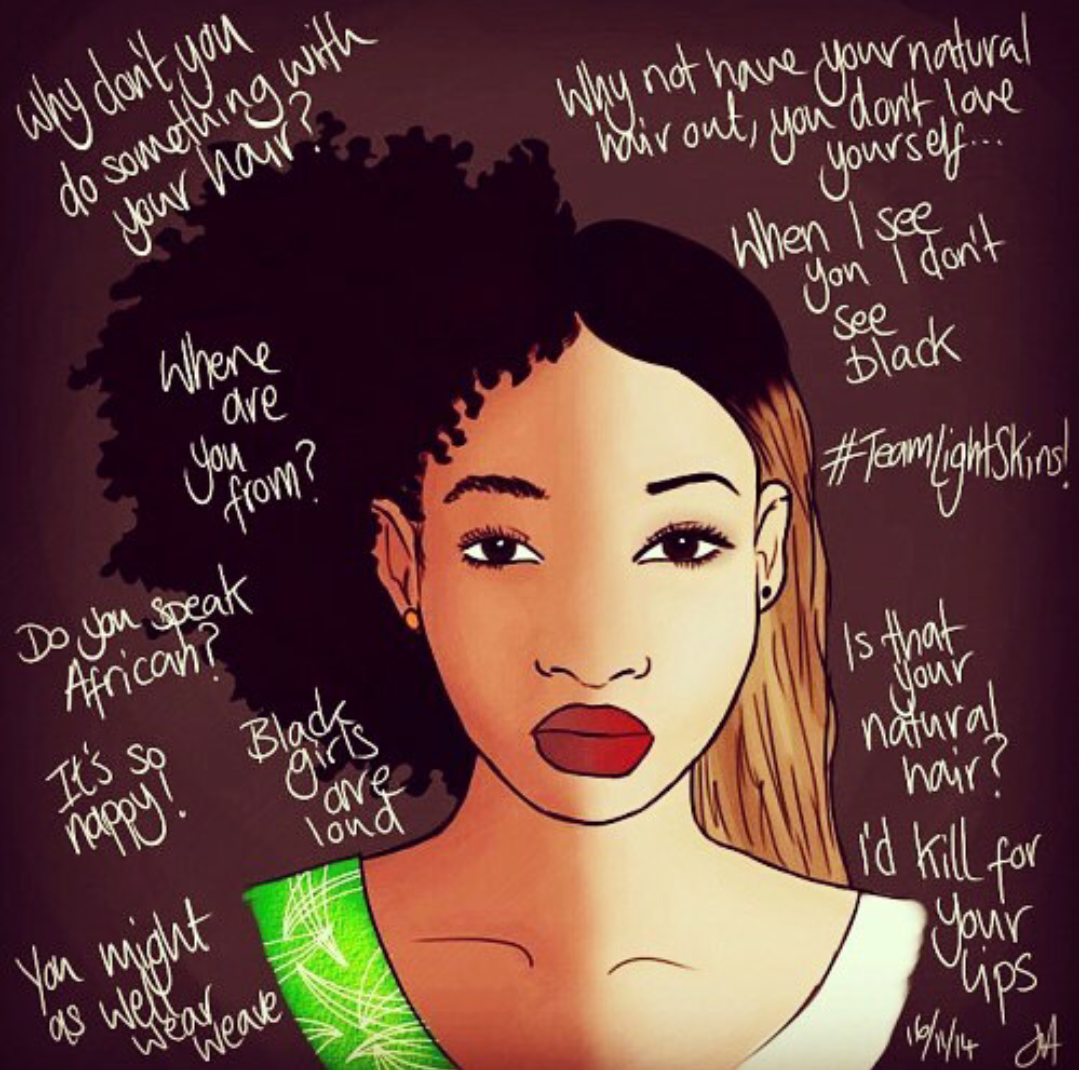 Why don't you
do something with
your hair?
Why not have your natural
hair out, you don't love
yourself...
When I see
you I don't
see
black
Where
are
you
from?
#TeamLightSkins!
Do you speak
African?
Is that
your
natural
hair?
Black
girls
are
loud
It's so
nappy!
I'd kill for
your
lips
You might
as well
wear
weave
16/11/14